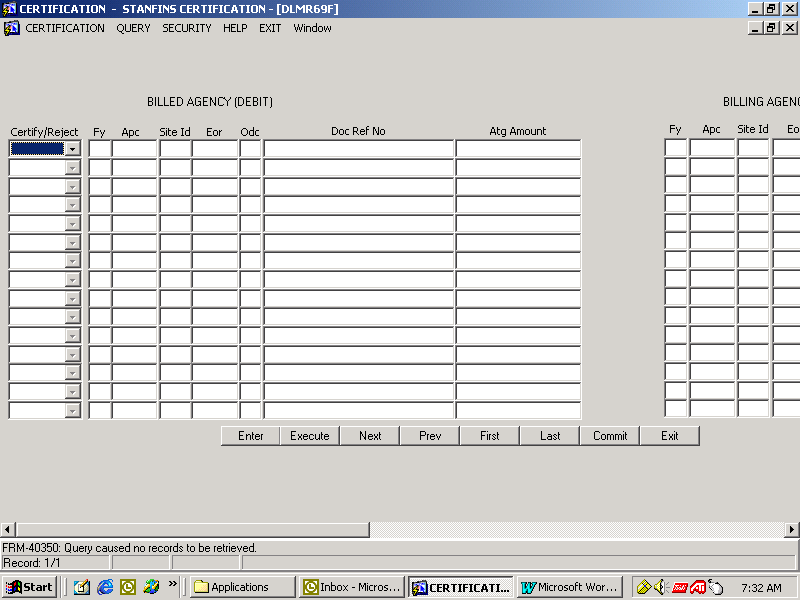 CERTIFICATION - STANFINS CERTIFICATION - [DLMR69F]
CERTIFICATION QUERY SECURITY HELP EXIT Window
BILLED AGENCY (DEBIT)
BILLING AGENC
Certify/Reject Fy Apc Site Id Eor Odc Doc Ref No Atg Amount
Fy Apc Site Id Eo
Enter Execute Next Prev First Last Commit Exit
FRM-40350: Query caused no records to be retrieved.
Record: 1/1
Start » Applications Inbox - Micros... CERTIFICATI... Microsoft Wor... 7:32 AM